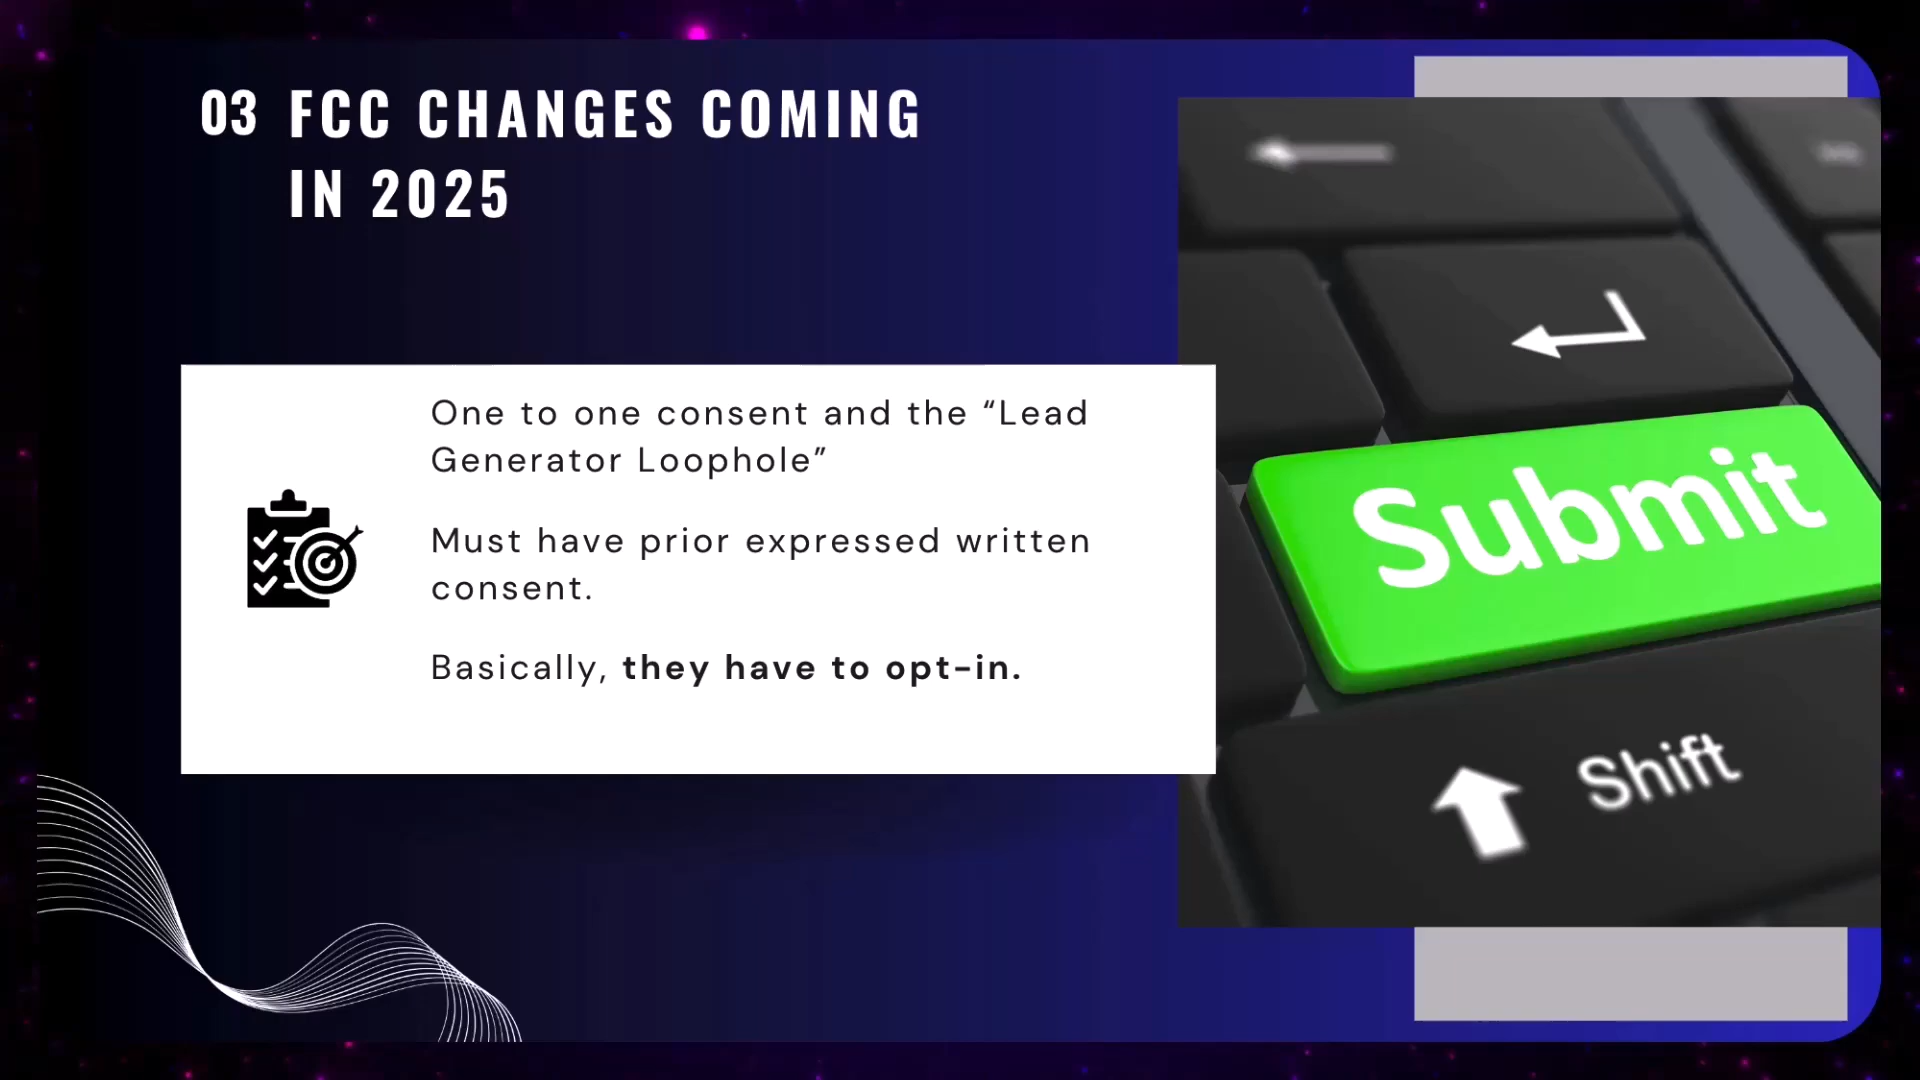 03 FCC CHANGES COMING
IN 2025
One to one consent and the “Lead
Generator Loophole”
Must have prior expressed written
consent.
Basically, they have to opt-in.
Submit
Shift